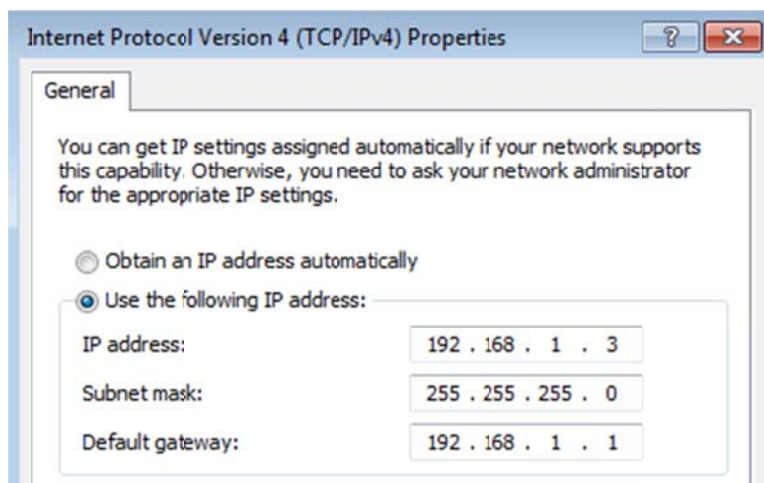 Internet Protocol Version 4 (TCP/IPv4) Properties
General
You can get IP settings assigned automatically if your network supports
this capability. Otherwise, you need to ask your network administrator
for the appropriate IP settings.
Obtain an IP address automatically
Use the following IP address:
IP address: 192 . 168 . 1 . 3
Subnet mask: 255 . 255 . 255 . 0
Default gateway: 192 . 168 . 1 . 1